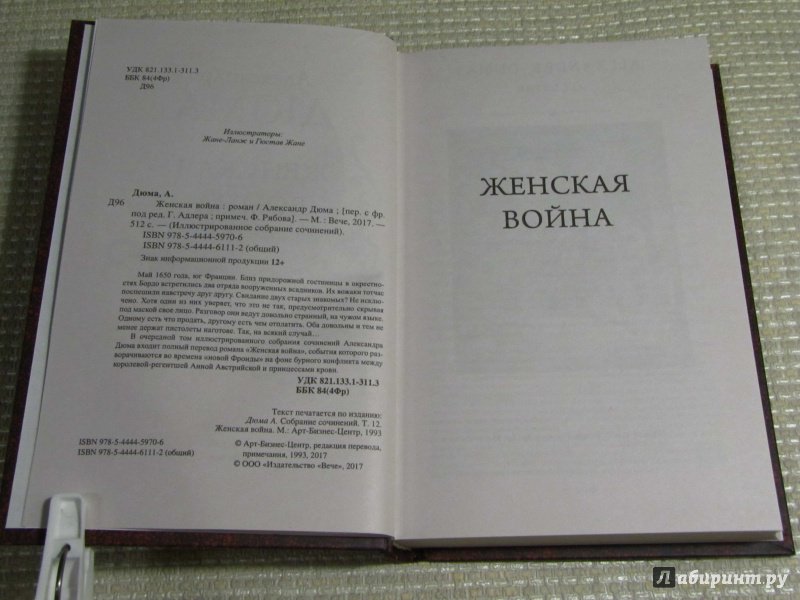 УДК 821.133.1-311.3
ББК 84(4Фр)
Д96
Иллюстраторы:
Жане-Ланж и Гюстав Жане
Дюма, А.
Д96
Женская война : роман / Александр Дюма ; [пер. с фр.
под ред. Г. Адлера ; примеч. Ф. Рябова]. — М. : Вече, 2017. —
512 с. — (Иллюстрированное собрание сочинений).
ISBN 978-5-4444-5970-6
ISBN 978-5-4444-6111-2 (общий)
Знак информационной продукции 12+
Май 1650 года, юг Франции. Близ придорожной гостиницы в окрестно-
стях Бордо встретились два отряда вооруженных всадников. Их вожаки тотчас
поспешили навстречу друг другу. Свидание двух старых знакомых? Не исклю-
чено. Хотя один из них уверяет, что это не так, предусмотрительно скрывая
под маской свое лицо. Разговор они ведут довольно странный, на чужом языке.
Одному есть что продать, другому есть чем отплатить. Оба довольны и тем не
менее держат пистолеты наготове. Так, на всякий случай…
В очередной том иллюстрированного собрания сочинений Александра
Дюма входит полный перевод романа «Женская война», события которого раз-
ворачиваются во времена «новой Фронды» на фоне бурного конфликта между
королевой-регентшей Анной Австрийской и принцессами крови.
УДК 821.133.1-311.3
ББК 84(4Фр)
Текст печатается по изданию:
Дюма А. Собрание сочинений. Т. 12.
Женская война. М.: Арт-Бизнес-Центр, 1993
ISBN 978-5-4444-5970-6
ISBN 978-5-4444-6111-2 (общий)
© Арт-Бизнес-Центр, редакция перевода,
примечания, 1993, 2017
© ООО «Издательство «Вече», 2017
ЖЕНСКАЯ
ВОЙНА
Лабиринт.ру